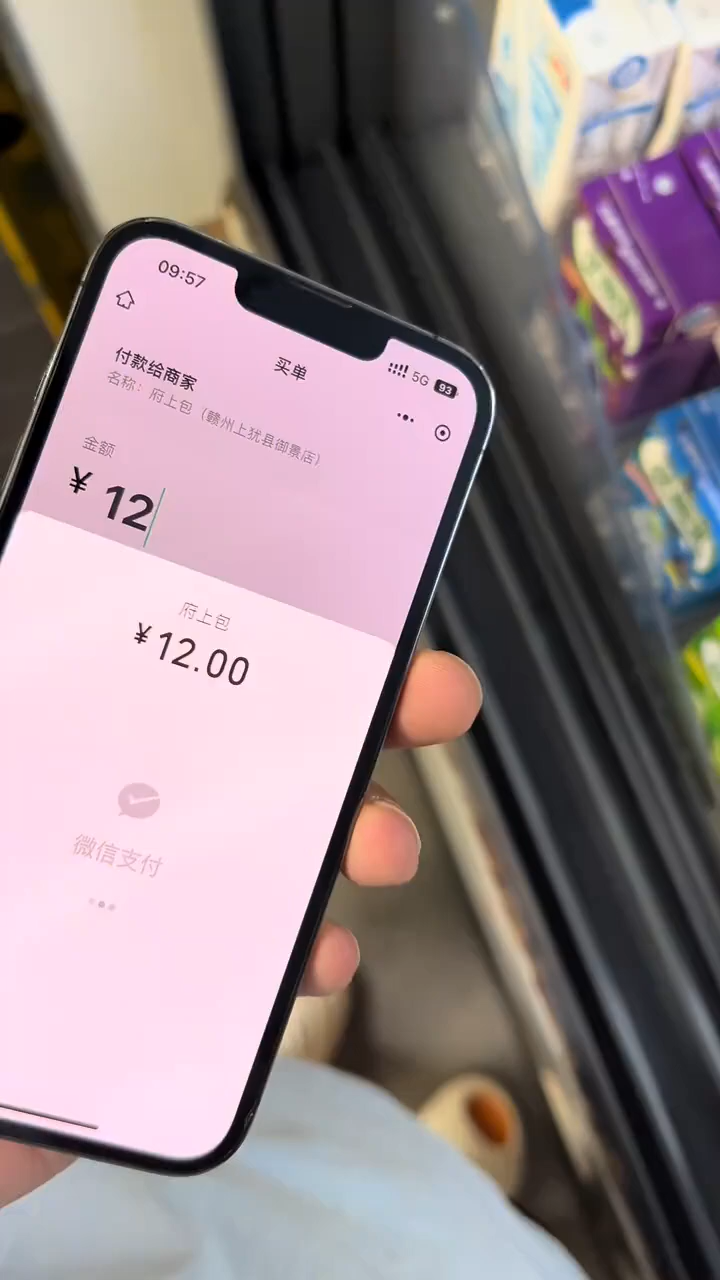 09:57
5G 93
买单
付款给商家
名称：府上包（赣州上犹县御景店）
金额
¥ 12
府上包
¥12.00
微信支付